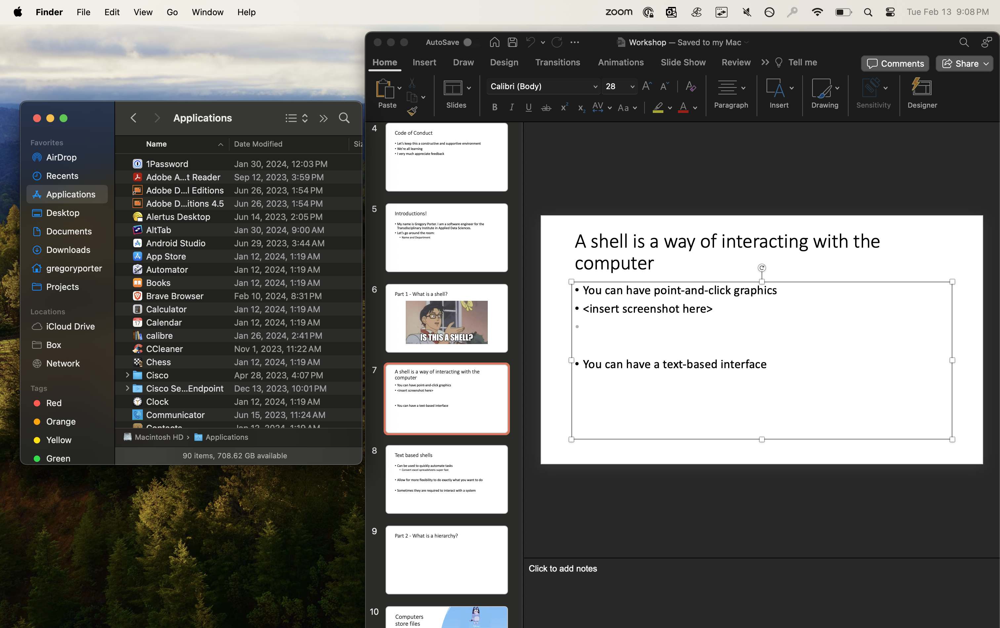 Finder File Edit View Go Window Help
zoom
Tue Feb 13 9:08 PM
Applications
Favorites
AirDrop
Recents
Applications
Desktop
Documents
Downloads
gregoryporter
Projects
Locations
iCloud Drive
Box
Network
Tags
Red
Orange
Yellow
Green
Name Date Modified Siz
1Password Jan 30, 2024, 12:03 PM
Adobe A...t Reader Sep 12, 2023, 3:59 PM
Adobe D...l Editions Jun 26, 2023, 1:54 PM
Adobe D...itions 4.5 Jun 26, 2023, 1:54 PM
Alertus Desktop Jun 14, 2023, 2:05 PM
AltTab Jan 30, 2024, 9:00 AM
Android Studio Jun 29, 2023, 3:44 AM
App Store Jan 12, 2024, 1:19 AM
Automator Jan 12, 2024, 1:19 AM
Books Jan 12, 2024, 1:19 AM
Brave Browser Feb 10, 2024, 8:31 PM
Calculator Jan 12, 2024, 1:19 AM
Calendar Jan 12, 2024, 1:19 AM
calibre Jan 26, 2024, 2:41 PM
CCleaner Nov 1, 2023, 11:22 AM
Chess Jan 12, 2024, 1:19 AM
Cisco Apr 28, 2023, 4:07 PM
Cisco Se...Endpoint Dec 13, 2023, 10:01 PM
Clock Jan 12, 2024, 1:19 AM
Communicator Jun 15, 2023, 11:24 AM
Contacts Jan 12, 2024, 1:19 AM
Macintosh HD › Applications
90 items, 708.62 GB available
AutoSave
Workshop — Saved to my Mac
Home Insert Draw Design Transitions Animations Slide Show Review Tell me
Comments Share
Calibri (Body) 28
Paste Slides Paragraph Insert Drawing Sensitivity Designer
4
Code of Conduct
• Let's keep this a constructive and supportive environment
• We're all learning
• I very much appreciate feedback
5
Introductions!
• My name is Gregory Porter. I am a software engineer for the
Transdisciplinary Institute in Applied Data Sciences.
• Let's go around the room:
• Name and Department
6
Part 1 - What is a shell?
IS THIS A SHELL?
7
A shell is a way of interacting with the
computer
• You can have point-and-click graphics
• <insert screenshot here>
• You can have a text-based interface
8
Text based shells
• Can be used to quickly automate tasks
• Convert excel spreadsheets super fast
• Allow for more flexibility to do exactly what you want to do
• Sometimes they are required to interact with a system
9
Part 2 - What is a hierarchy?
10
Computers
store files
A shell is a way of interacting with the
computer
• You can have point-and-click graphics
• <insert screenshot here>
•
• You can have a text-based interface
Click to add notes